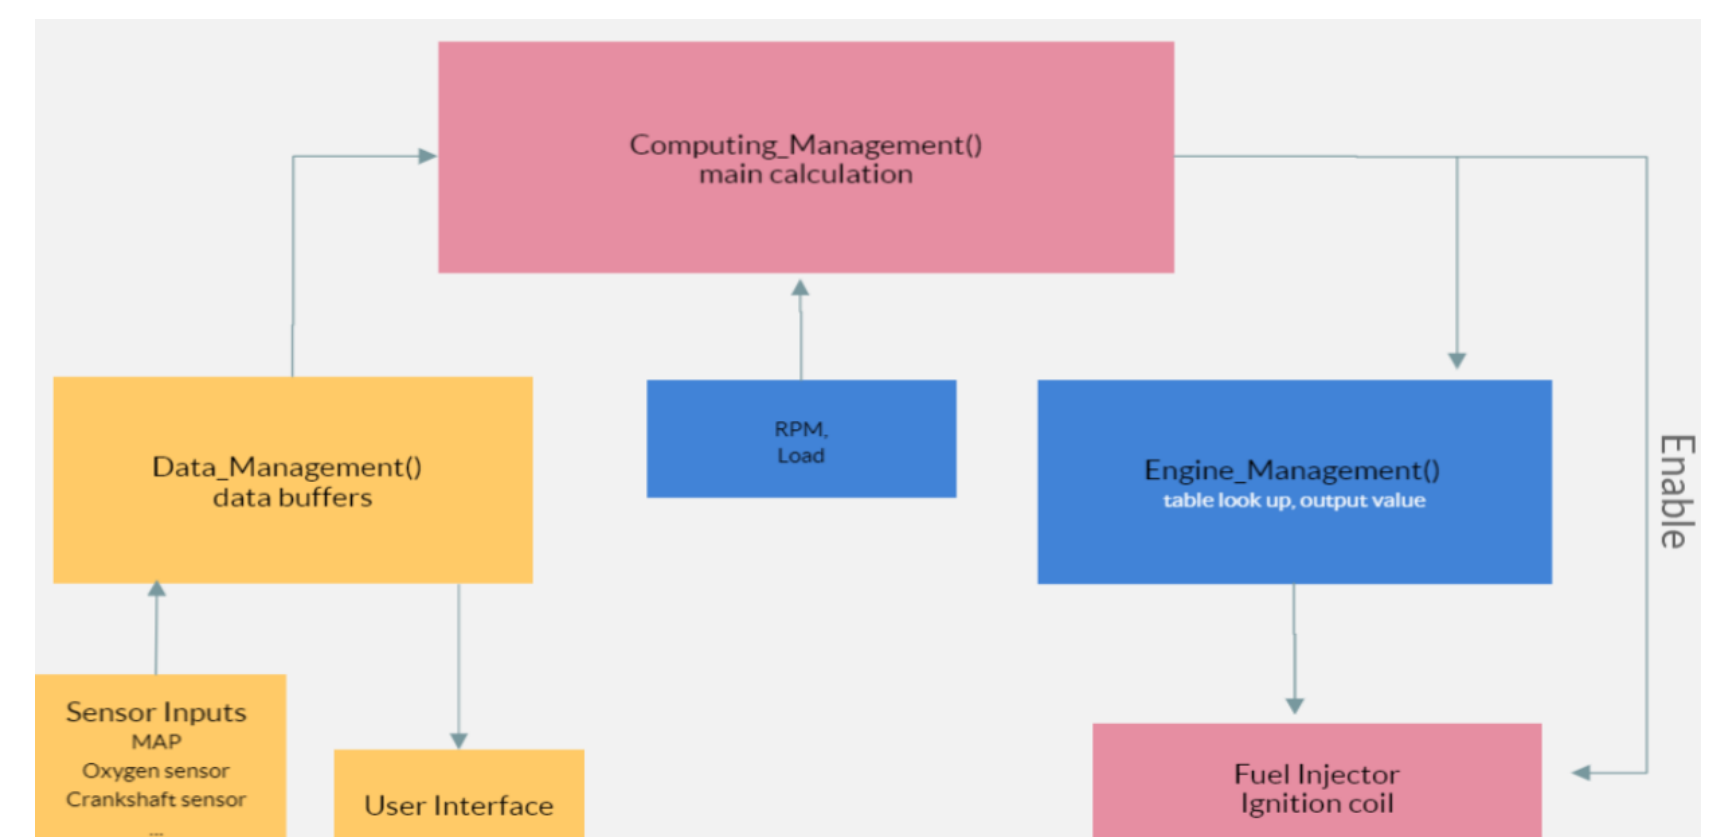 Computing_Management()
main calculation
Data_Management()
data buffers
RPM,
Load
Engine_Management()
table look up, output value
Enable
Sensor Inputs
MAP
Oxygen sensor
Crankshaft sensor
...
User Interface
Fuel Injector
Ignition coil